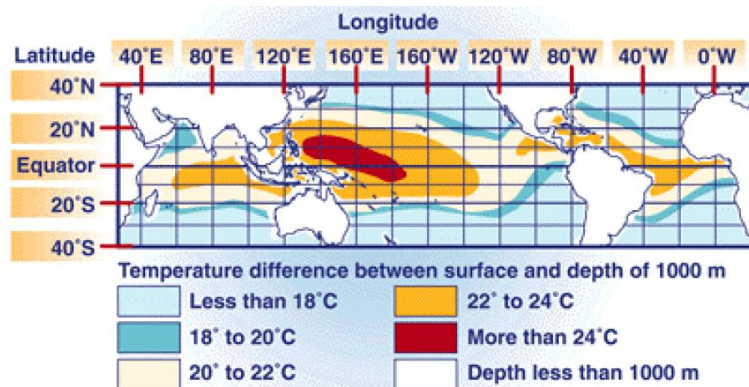 Longitude
Latitude 40°E 80°E 120°E 160°E 160°W 120°W 80°W 40°W 0°W
40°N
20°N
Equator
20°S
40°S
Temperature difference between surface and depth of 1000 m
Less than 18°C 22° to 24°C
18° to 20°C More than 24°C
20° to 22°C Depth less than 1000 m